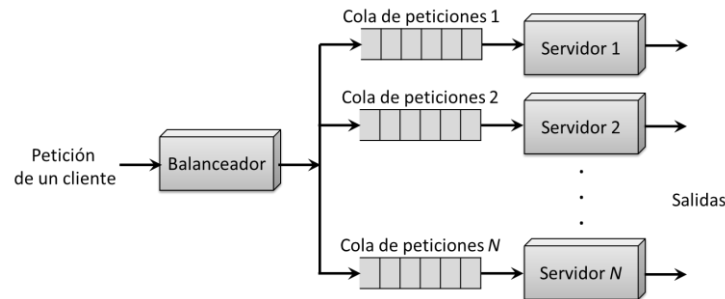 Cola de peticiones 1
Servidor 1
Cola de peticiones 2
Servidor 2
Petición
de un cliente
Balanceador
Salidas
Cola de peticiones N
Servidor N